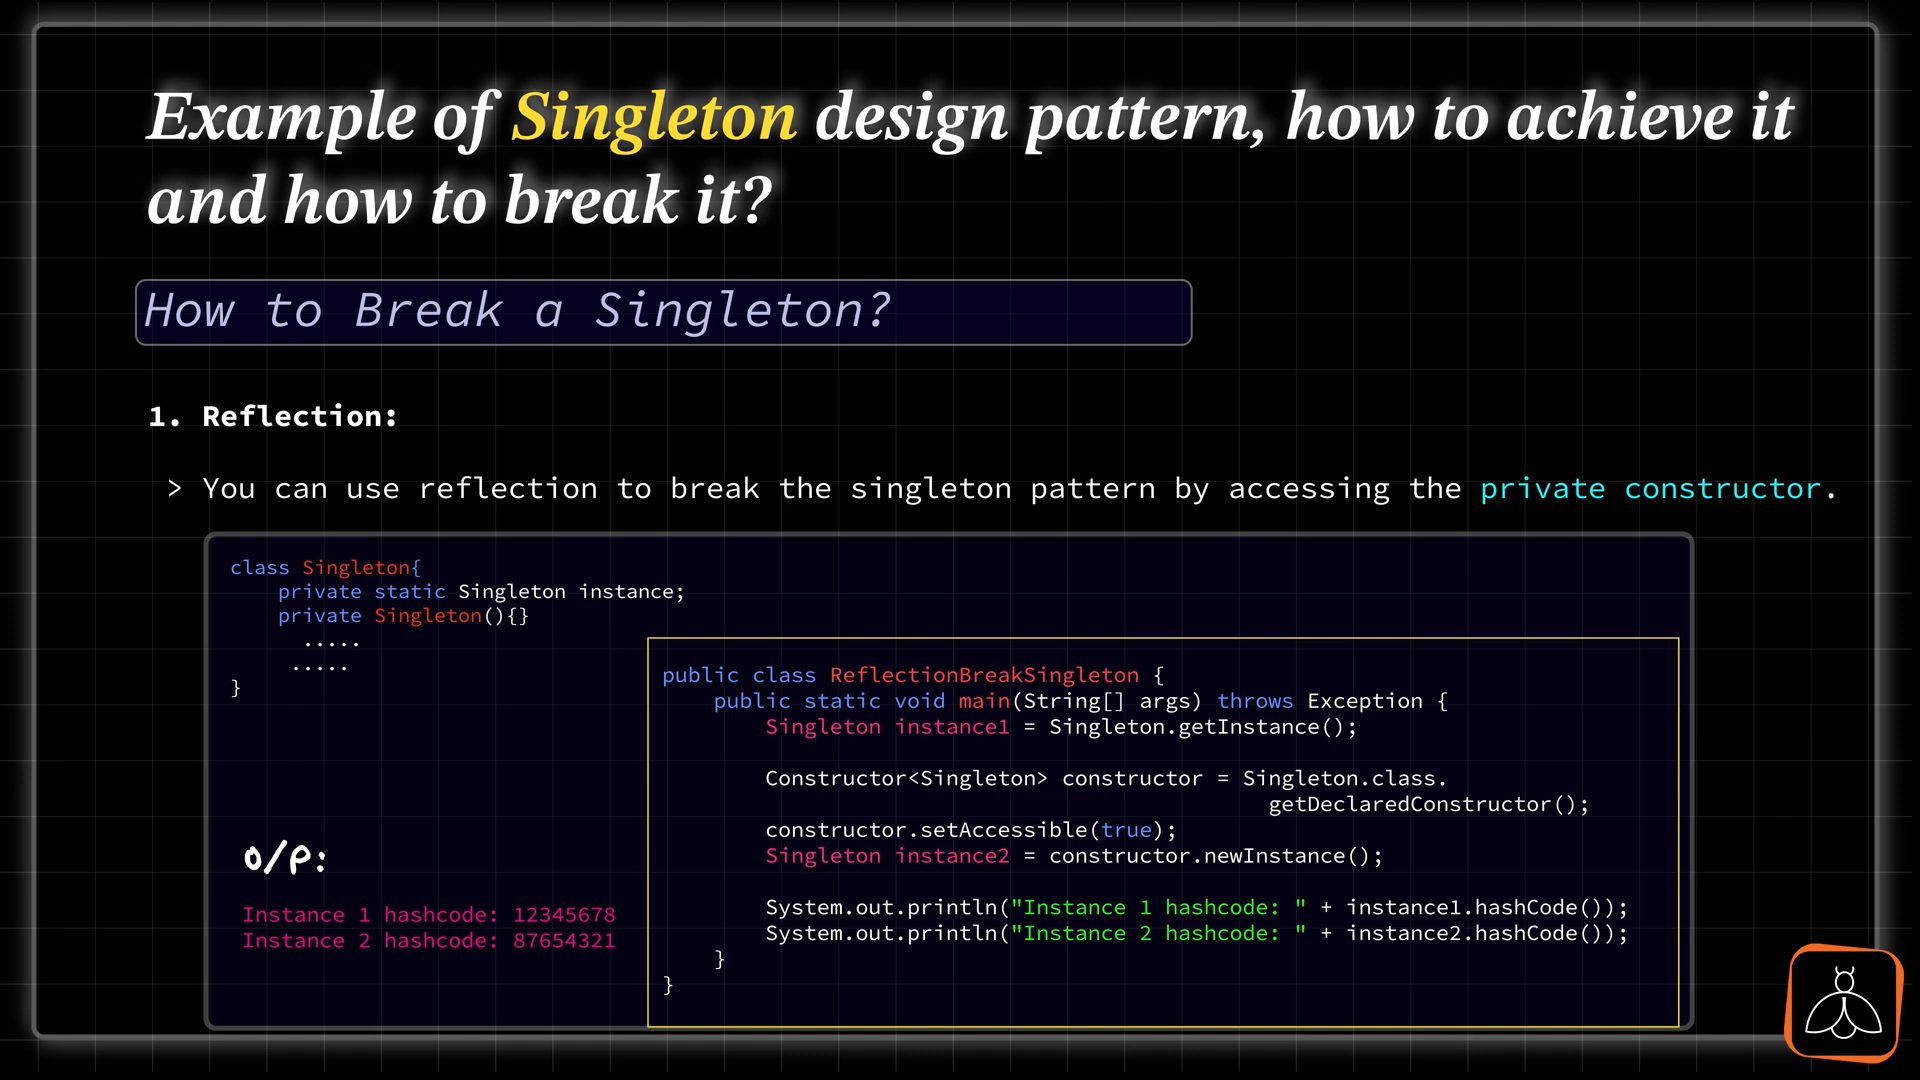 Example of Singleton design pattern, how to achieve it
and how to break it?
How to Break a Singleton?
1. Reflection:
> You can use reflection to break the singleton pattern by accessing the private constructor.
class Singleton{
    private static Singleton instance;
    private Singleton(){}
      .....
     .....
}
O/P:
Instance 1 hashcode: 12345678
Instance 2 hashcode: 87654321
public class ReflectionBreakSingleton {
    public static void main(String[] args) throws Exception {
        Singleton instance1 = Singleton.getInstance();
        Constructor<Singleton> constructor = Singleton.class.
                                               getDeclaredConstructor();
        constructor.setAccessible(true);
        Singleton instance2 = constructor.newInstance();
        System.out.println("Instance 1 hashcode: " + instance1.hashCode());
        System.out.println("Instance 2 hashcode: " + instance2.hashCode());
    }
}